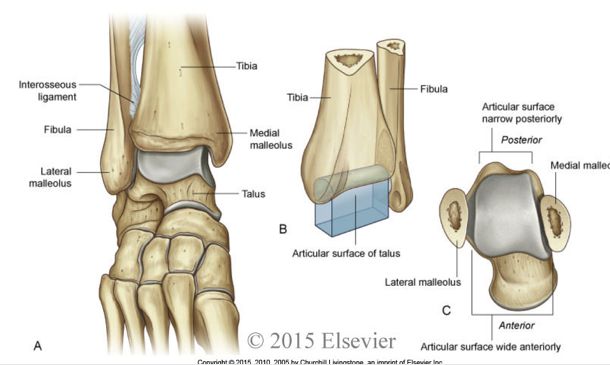 Interosseous
ligament
Fibula
Lateral
malleolus
Tibia
Medial
malleolus
Talus
A
Tibia
Fibula
B
Articular surface of talus
Articular surface
narrow posteriorly
Posterior
Medial malleo
Lateral malleolus
C
Anterior
Articular surface wide anteriorly
© 2015 Elsevier
Copyright © 2015, 2010, 2005 by Churchill Livingstone, an imprint of Elsevier Inc.